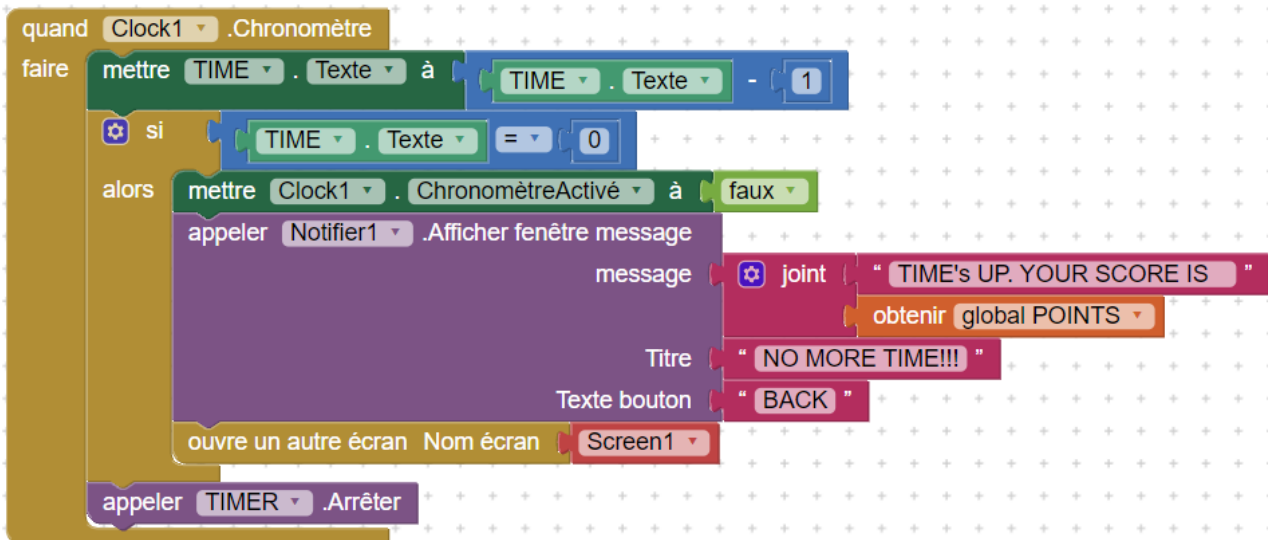 quand Clock1 .Chronomètre
faire mettre TIME . Texte à TIME . Texte - 1
si TIME . Texte = 0
alors mettre Clock1 . ChronomètreActivé à faux
appeler Notifier1 .Afficher fenêtre message
message joint “ TIME's UP. YOUR SCORE IS ”
obtenir global POINTS
Titre “ NO MORE TIME!!! ”
Texte bouton “ BACK ”
ouvre un autre écran Nom écran Screen1
appeler TIMER .Arrêter